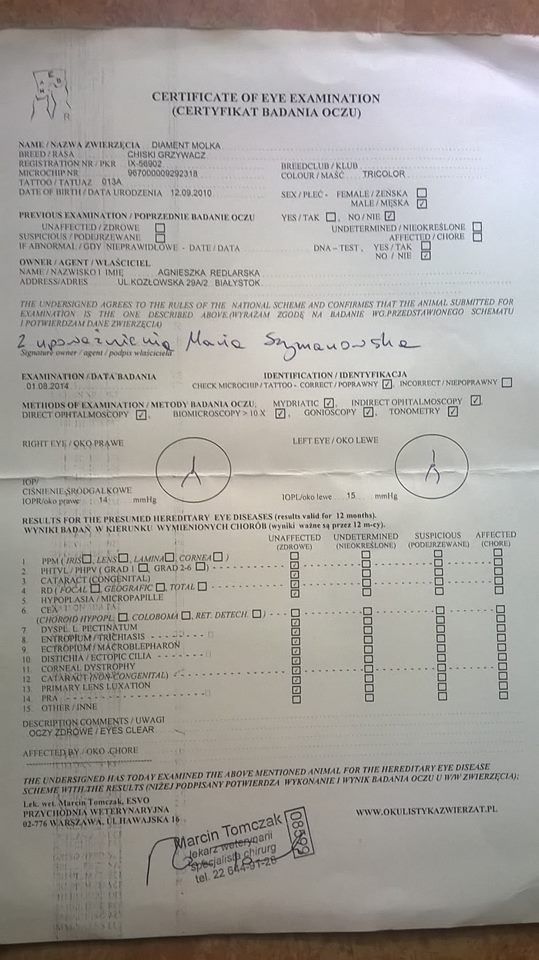 CERTIFICATE OF EYE EXAMINATION
(CERTYFIKAT BADANIA OCZU)
NAME / NAZWA ZWIERZĘCIA DIAMENT MOLKA
BREED / RASA CHIŃSKI GRZYWACZ
REGISTRATION NR / PKR IX-56902 BREEDCLUB / KLUB
MICROCHIP NR 967000009292318 COLOUR / MAŚĆ TRICOLOR
TATTOO / TATUAŻ 013A
DATE OF BIRTH / DATA URODZENIA 12.09.2010 SEX / PŁEĆ - FEMALE / ŻEŃSKA ☐
MALE / MĘSKA ☑
PREVIOUS EXAMINATION / POPRZEDNIE BADANIE OCZU YES / TAK ☐, NO / NIE ☑
UNAFFECTED / ZDROWE ☐ UNDETERMINED / NIEOKREŚLONE ☐
SUSPICIOUS / PODEJRZEWANE ☐ AFFECTED / CHORE ☐
IF ABNORMAL / GDY NIEPRAWIDŁOWE - DATE / DATA DNA - TEST, YES / TAK ☐
NO / NIE ☑
OWNER / AGENT / WŁAŚCICIEL
NAME / NAZWISKO I IMIĘ AGNIESZKA REDLARSKA
ADDRESS/ADRES UL KOZŁOWSKA 29A/2 BIAŁYSTOK
THE UNDERSIGNED AGREES TO THE RULES OF THE NATIONAL SCHEME AND CONFIRMS THAT THE ANIMAL SUBMITTED FOR
EXAMINATION IS THE ONE DESCRIBED ABOVE.(WYRAŻAM ZGODĘ NA BADANIE WG.PRZEDSTAWIONEGO SCHEMATU
I POTWIERDZAM DANE ZWIERZĘCIA)
Z upoważnienia Maria Szymanowska
Signature owner / agent / podpis właściciela
EXAMINATION / DATA BADANIA IDENTIFICATION / IDENTYFIKACJA
01.08.2014 CHECK MICROCHIP / TATTOO - CORRECT / POPRAWNY ☑, INCORRECT / NIEPOPRAWNY ☐
METHODS OF EXAMINATION / METODY BADANIA OCZU; MYDRIATIC ☑, INDIRECT OPHTALMOSCOPY ☑,
DIRECT OPHTALMOSCOPY ☑, BIOMICROSCOPY > 10 X ☑, GONIOSCOPY ☑, TONOMETRY ☑
RIGHT EYE / OKO PRAWE LEFT EYE / OKO LEWE
IOP/
CIŚNIENIE ŚRÓDGAŁKOWE
IOPR/oko prawe 14 mmHg IOPL/oko lewe 15 mmHg
RESULTS FOR THE PRESUMED HEREDITARY EYE DISEASES (results valid for 12 months).
WYNIKI BADAŃ W KIERUNKU WYMIENIONYCH CHORÓB (wyniki ważne są przez 12 m-cy).
UNAFFECTED UNDETERMINED SUSPICIOUS AFFECTED
(ZDROWE) (NIEOKREŚLONE) (PODEJRZEWANE) (CHORE)
1 PPM ( IRIS☐, LENS☐, LAMINA☐, CORNEA ☐ )
2 PHTVL / PHPV ( GRAD 1 ☐, GRAD 2-6 ☐ )
3 CATARACT (CONGENITAL)
4 RD ( FOCAL ☐, GEOGRAFIC ☐, TOTAL ☐
5 HYPOPLASIA / MICROPAPILLE
6. CEA
(CHOROID HYPOPL. ☐, COLOBOMA ☐, RET. DETECH. ☐ )
7. DYSPL. L. PECTINATUM
8. ENTROPIUM / TRICHIASIS
9. ECTROPIUM / MACROBLEPHARON
10. DISTICHIA / ECTOPIC CILIA
11. CORNEAL DYSTROPHY
12. CATARACT (NON-CONGENITAL)
13. PRIMARY LENS LUXATION
14. PRA
15. OTHER / INNE
DESCRIPTION COMMENTS / UWAGI
OCZY ZDROWE / EYES CLEAR
AFFECTED BY / OKO CHORE
THE UNDERSIGNED HAS TODAY EXAMINED THE ABOVE MENTIONED ANIMAL FOR THE HEREDITARY EYE DISEASE
SCHEME WITH THE RESULTS (NIŻEJ PODPISANY POTWIERDZA WYKONANIE I WYNIK BADANIA OCZU U W/W ZWIERZĘCIA);
Lek. wet. Marcin Tomczak, ESVO
PRZYCHODNIA WETERYNARYJNA WWW.OKULISTYKAZWIERZAT.PL
02-776 WARSZAWA, UL HAWAJSKA 16
Marcin Tomczak
lekarz weterynarii
specjalista chirurg
tel. 22 644-91-28
08599